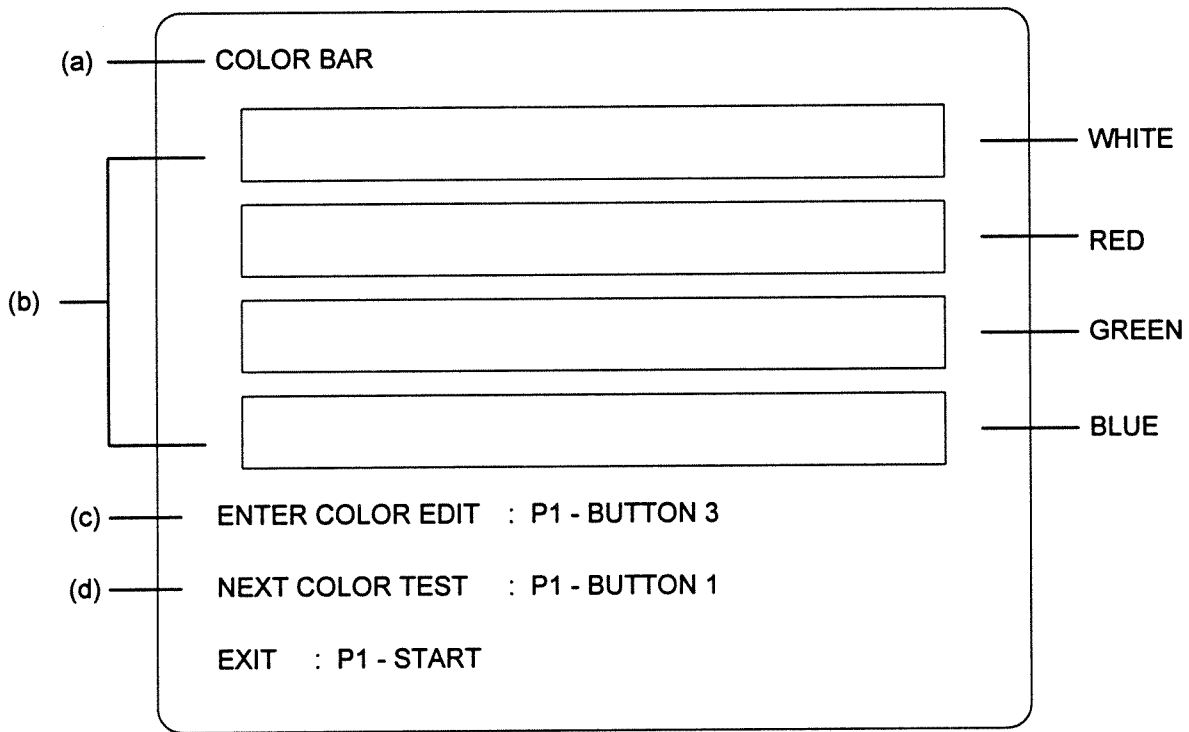 (a) COLOR BAR
WHITE
RED
(b)
GREEN
BLUE
(c) ENTER COLOR EDIT : P1 - BUTTON 3
(d) NEXT COLOR TEST : P1 - BUTTON 1
EXIT : P1 - START